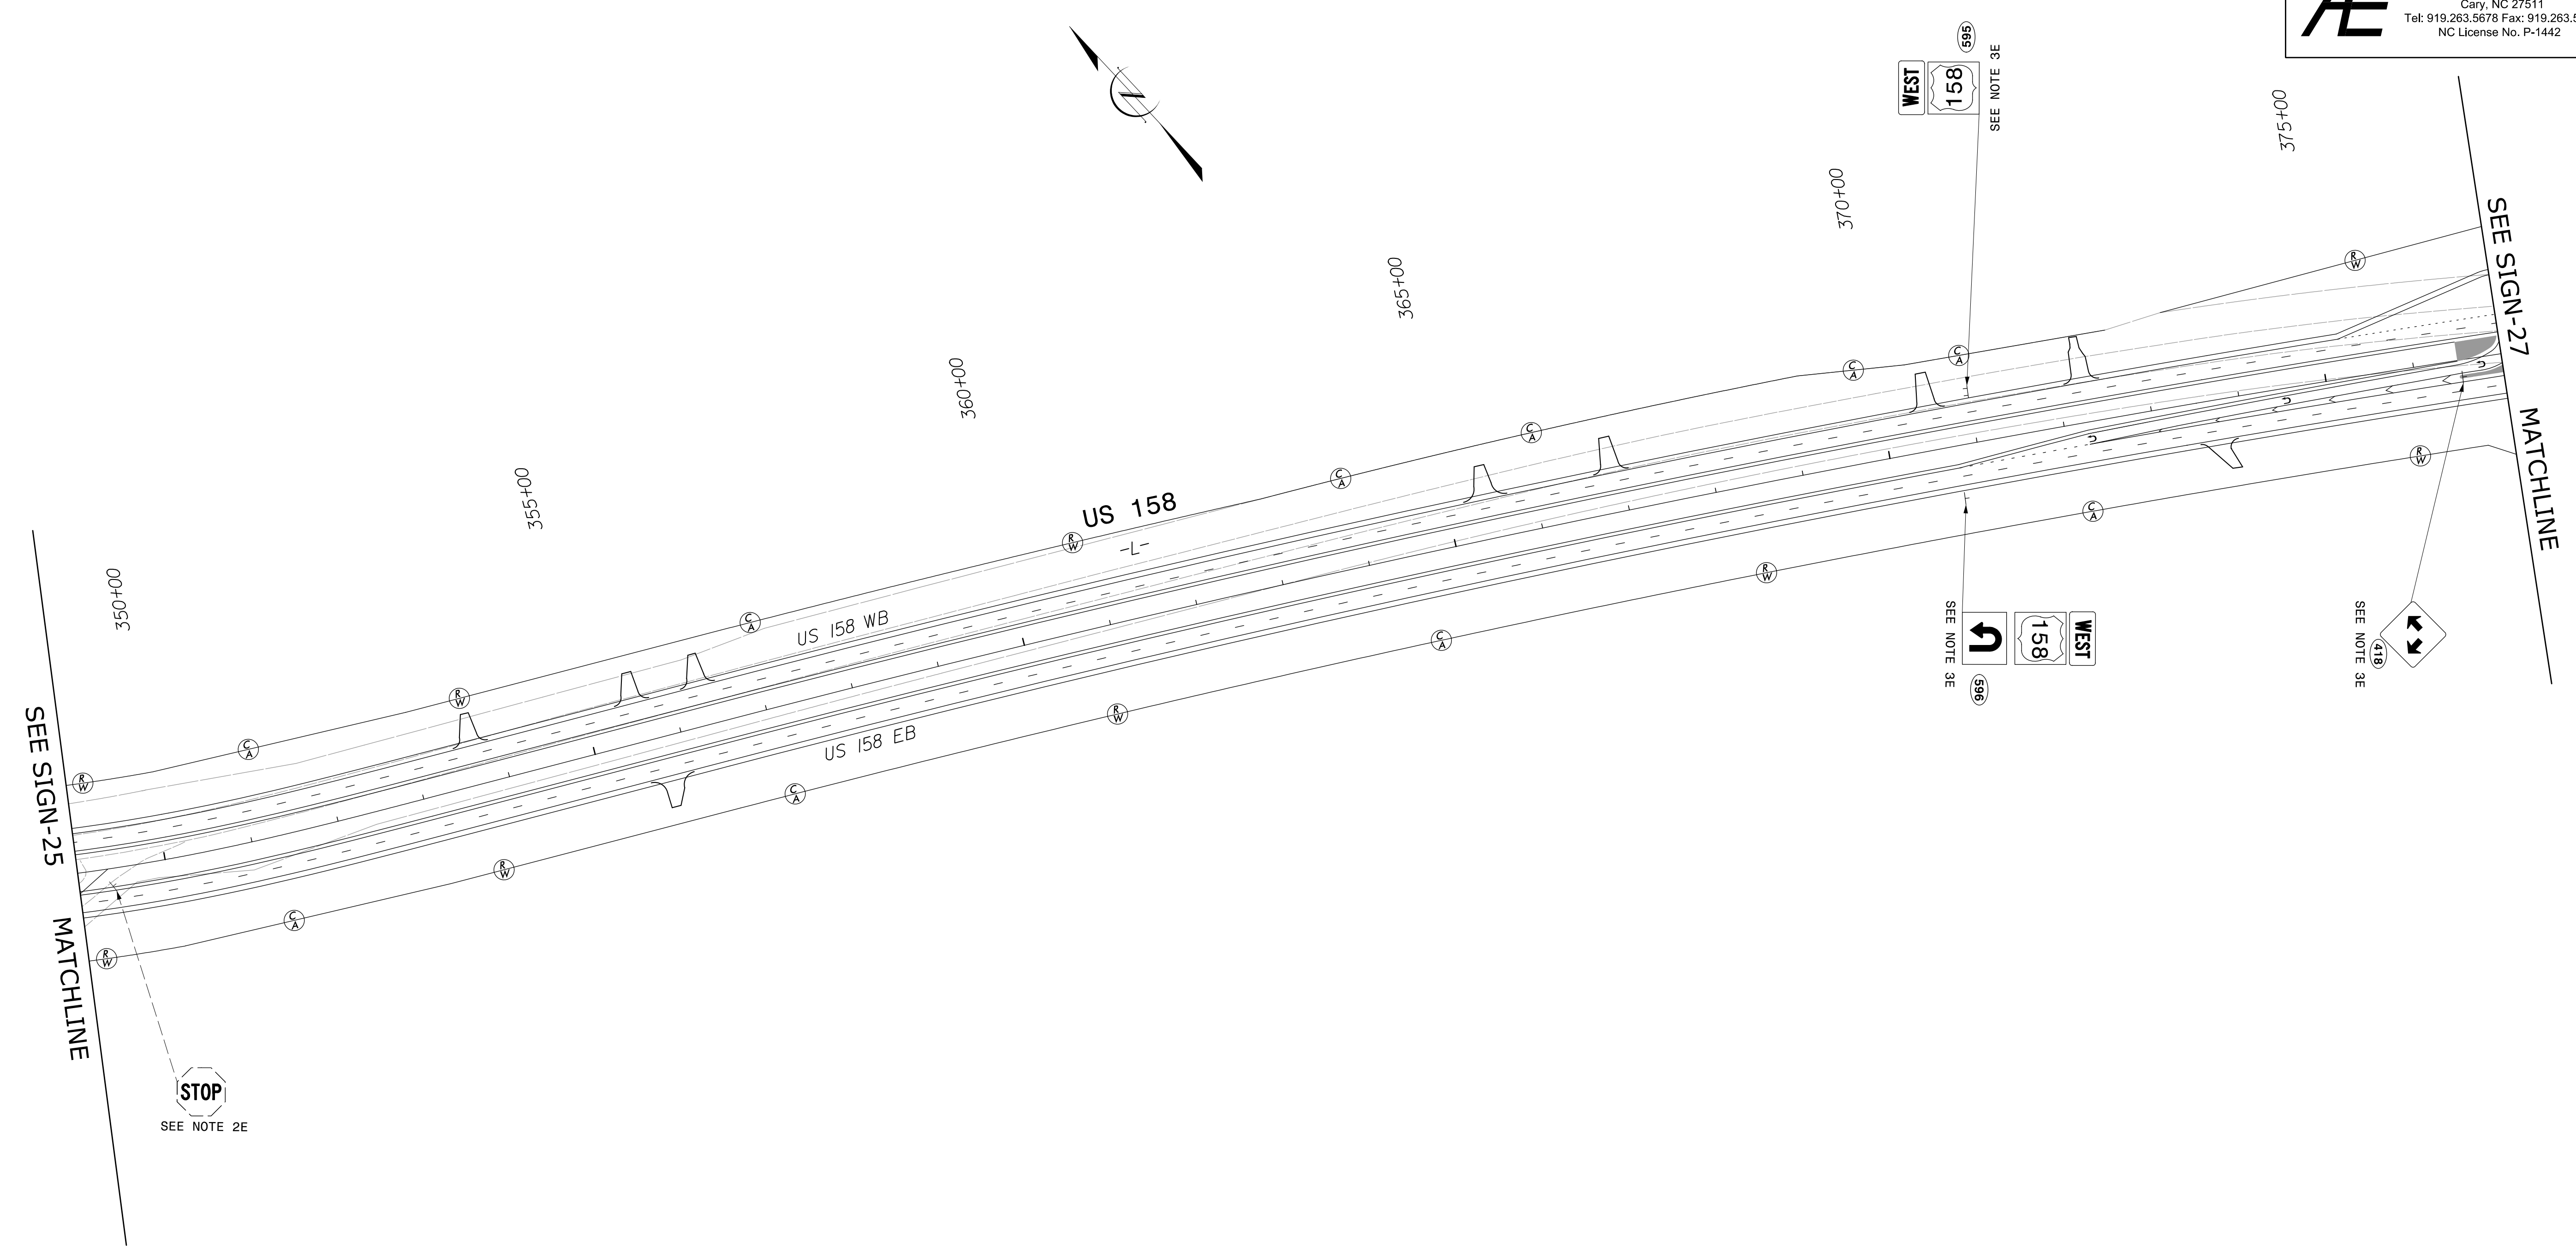 Cary, NC 27511
Tel: 919.263.5678 Fax: 919.263.5
NC License No. P-1442
595
WEST
158
SEE NOTE 3E
375+00
370+00
365+00
360+00
355+00
350+00
SEE SIGN-27
MATCHLINE
N
US 158
-L-
US 158 WB
US 158 EB
R/W
C/A
R/W
C/A
R/W
C/A
C/A
C/A
C/A
R/W
R/W
C/A
R/W
C/A
R/W
C/A
R/W
C/A
R/W
SEE NOTE 3E
158
WEST
596
SEE NOTE 3E
418
SEE SIGN-25
MATCHLINE
STOP
SEE NOTE 2E